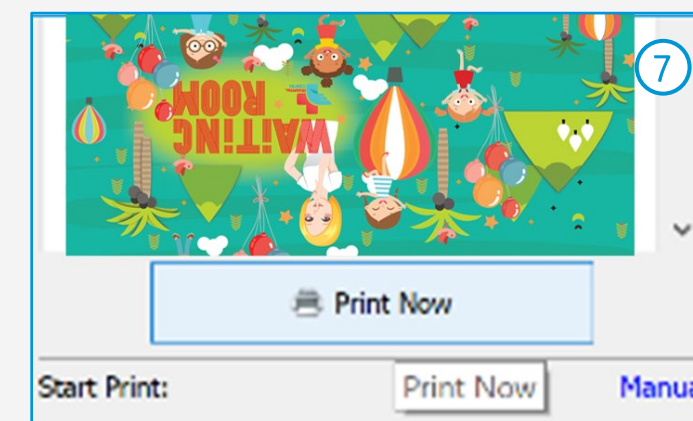 7
WAiTiNG
ROOM
Print Now
Start Print:
Print Now
Manua